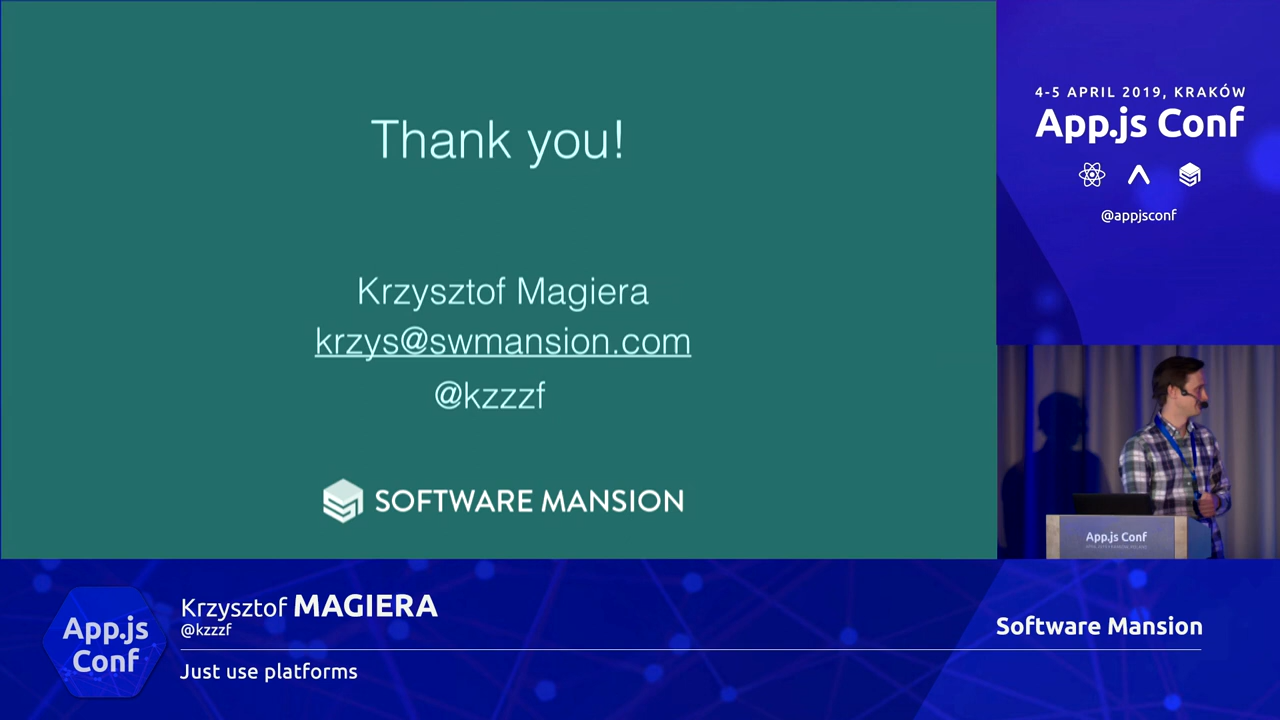 Thank you!
Krzysztof Magiera
krzys@swmansion.com
@kzzzf
SOFTWARE MANSION
4-5 APRIL 2019, KRAKÓW
App.js Conf
@appjsconf
App.js Conf
App.js
Conf
Krzysztof MAGIERA
@kzzzf
Just use platforms
Software Mansion